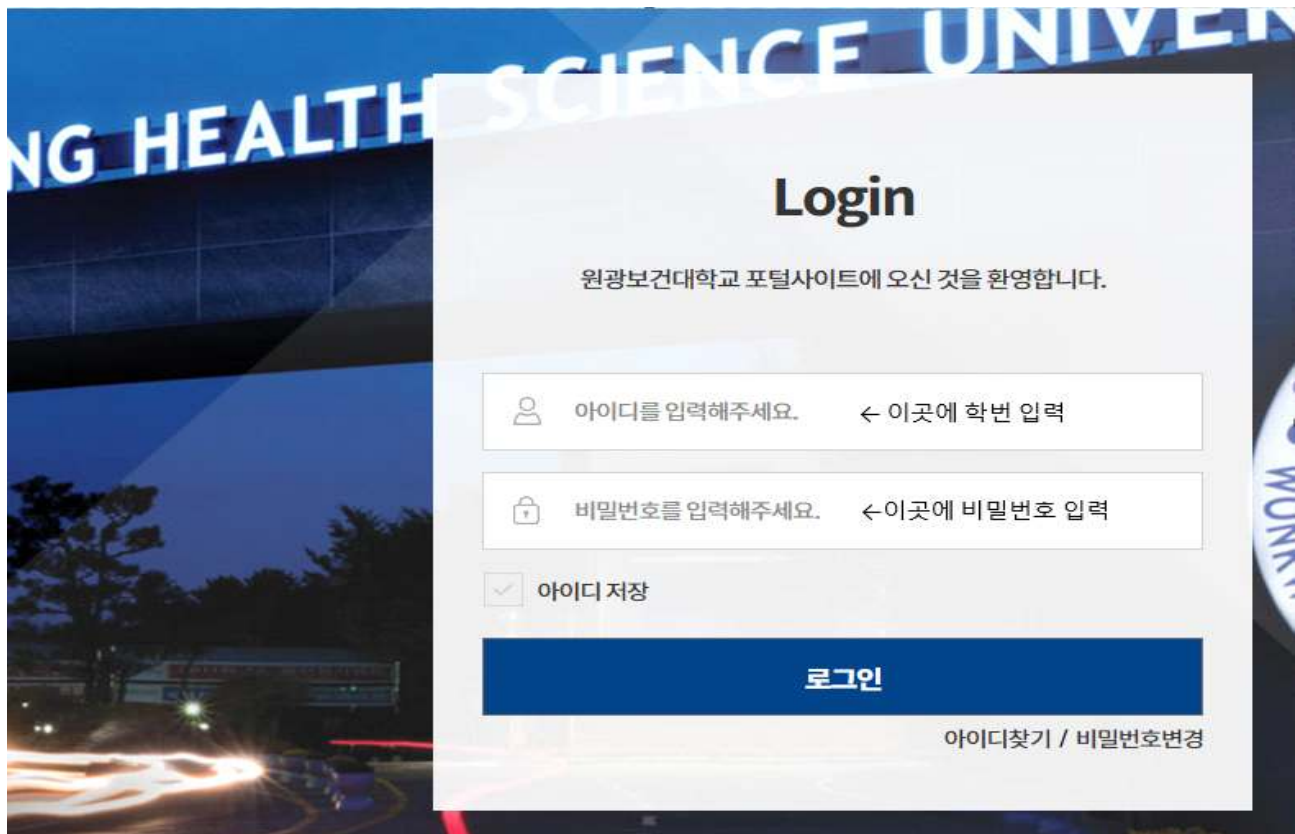 NG HEALTH SCIENCE UNIVER
Login
원광보건대학교 포털사이트에 오신 것을 환영합니다.
아이디를 입력해주세요. ← 이곳에 학번 입력
비밀번호를 입력해주세요. ←이곳에 비밀번호 입력
아이디 저장
로그인
아이디찾기 / 비밀번호변경